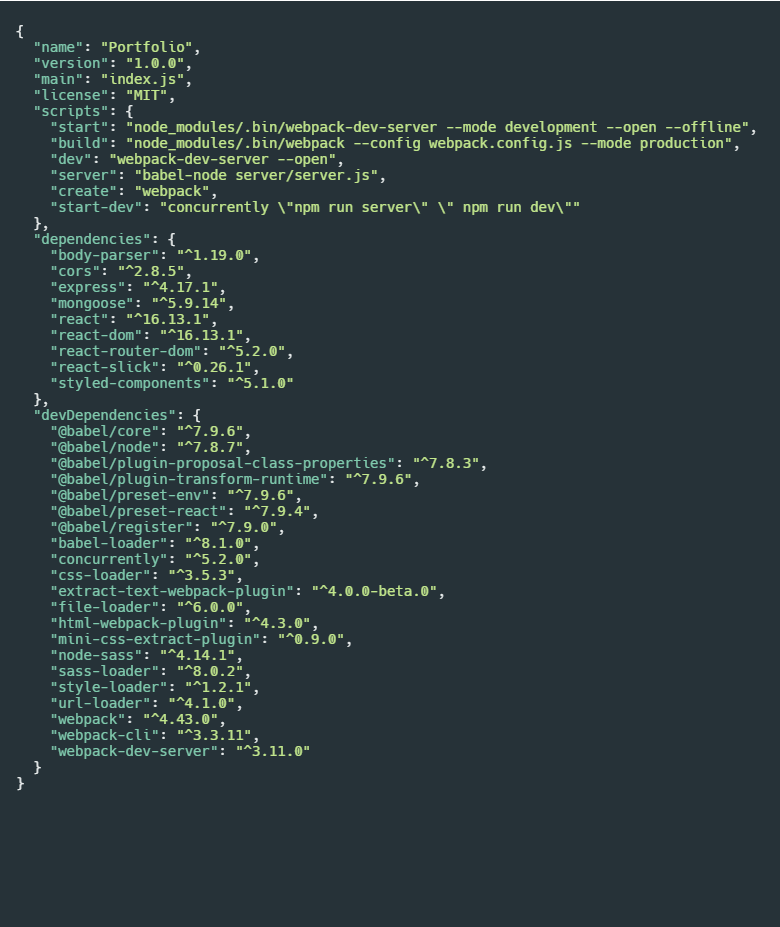 {
  "name": "Portfolio",
  "version": "1.0.0",
  "main": "index.js",
  "license": "MIT",
  "scripts": {
    "start": "node_modules/.bin/webpack-dev-server --mode development --open --offline",
    "build": "node_modules/.bin/webpack --config webpack.config.js --mode production",
    "dev": "webpack-dev-server --open",
    "server": "babel-node server/server.js",
    "create": "webpack",
    "start-dev": "concurrently \"npm run server\" \" npm run dev\""
  },
  "dependencies": {
    "body-parser": "^1.19.0",
    "cors": "^2.8.5",
    "express": "^4.17.1",
    "mongoose": "^5.9.14",
    "react": "^16.13.1",
    "react-dom": "^16.13.1",
    "react-router-dom": "^5.2.0",
    "react-slick": "^0.26.1",
    "styled-components": "^5.1.0"
  },
  "devDependencies": {
    "@babel/core": "^7.9.6",
    "@babel/node": "^7.8.7",
    "@babel/plugin-proposal-class-properties": "^7.8.3",
    "@babel/plugin-transform-runtime": "^7.9.6",
    "@babel/preset-env": "^7.9.6",
    "@babel/preset-react": "^7.9.4",
    "@babel/register": "^7.9.0",
    "babel-loader": "^8.1.0",
    "concurrently": "^5.2.0",
    "css-loader": "^3.5.3",
    "extract-text-webpack-plugin": "^4.0.0-beta.0",
    "file-loader": "^6.0.0",
    "html-webpack-plugin": "^4.3.0",
    "mini-css-extract-plugin": "^0.9.0",
    "node-sass": "^4.14.1",
    "sass-loader": "^8.0.2",
    "style-loader": "^1.2.1",
    "url-loader": "^4.1.0",
    "webpack": "^4.43.0",
    "webpack-cli": "^3.3.11",
    "webpack-dev-server": "^3.11.0"
  }
}